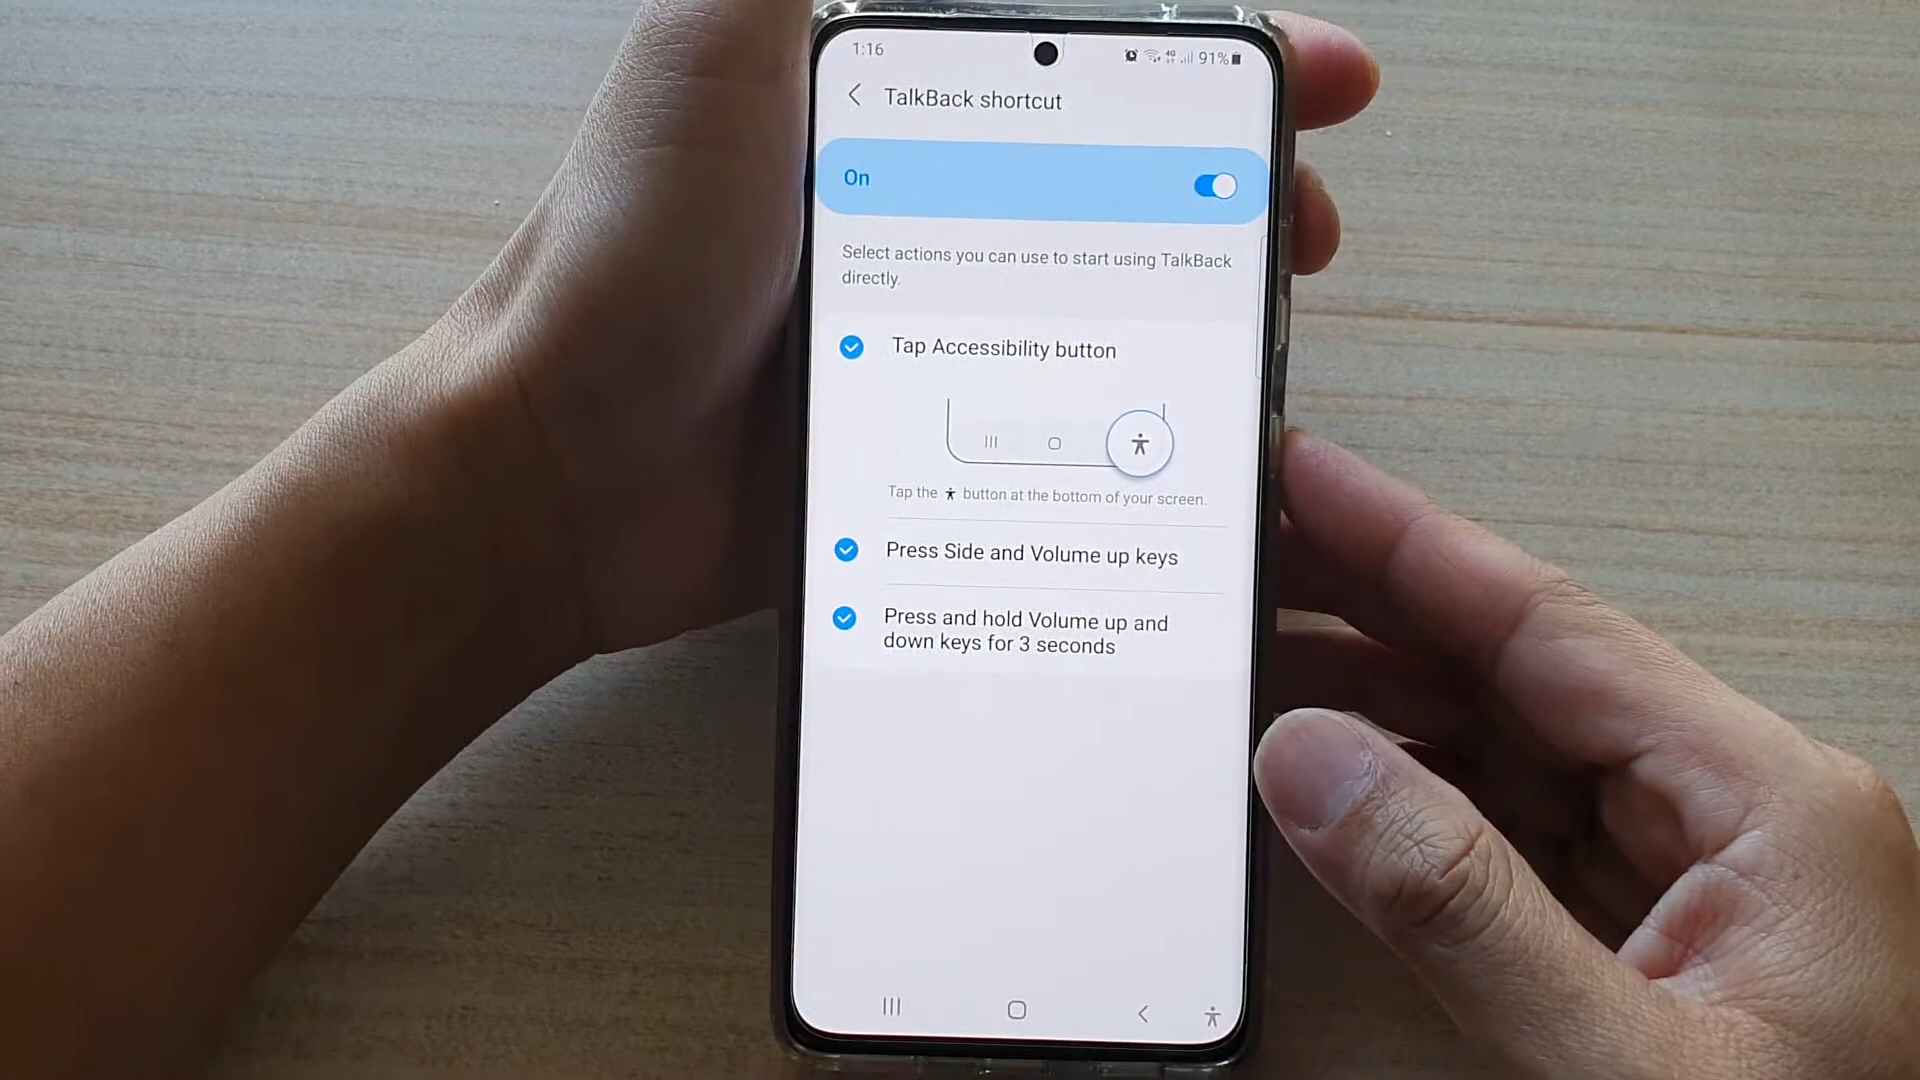 1:16
4G 91%
TalkBack shortcut
On
Select actions you can use to start using TalkBack
directly.
Tap Accessibility button
Tap the button at the bottom of your screen.
Press Side and Volume up keys
Press and hold Volume up and
down keys for 3 seconds